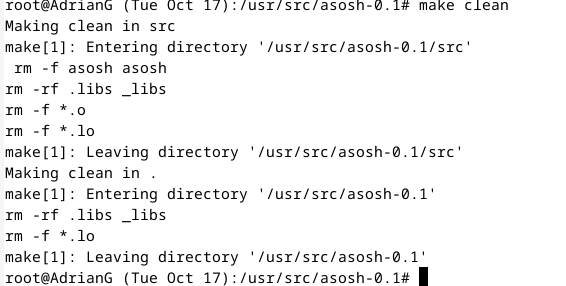 root@AdrianG (Tue Oct 17):/usr/src/asosh-0.1# make clean
Making clean in src
make[1]: Entering directory '/usr/src/asosh-0.1/src'
 rm -f asosh asosh
rm -rf .libs _libs
rm -f *.o
rm -f *.lo
make[1]: Leaving directory '/usr/src/asosh-0.1/src'
Making clean in .
make[1]: Entering directory '/usr/src/asosh-0.1'
rm -rf .libs _libs
rm -f *.lo
make[1]: Leaving directory '/usr/src/asosh-0.1'
root@AdrianG (Tue Oct 17):/usr/src/asosh-0.1#